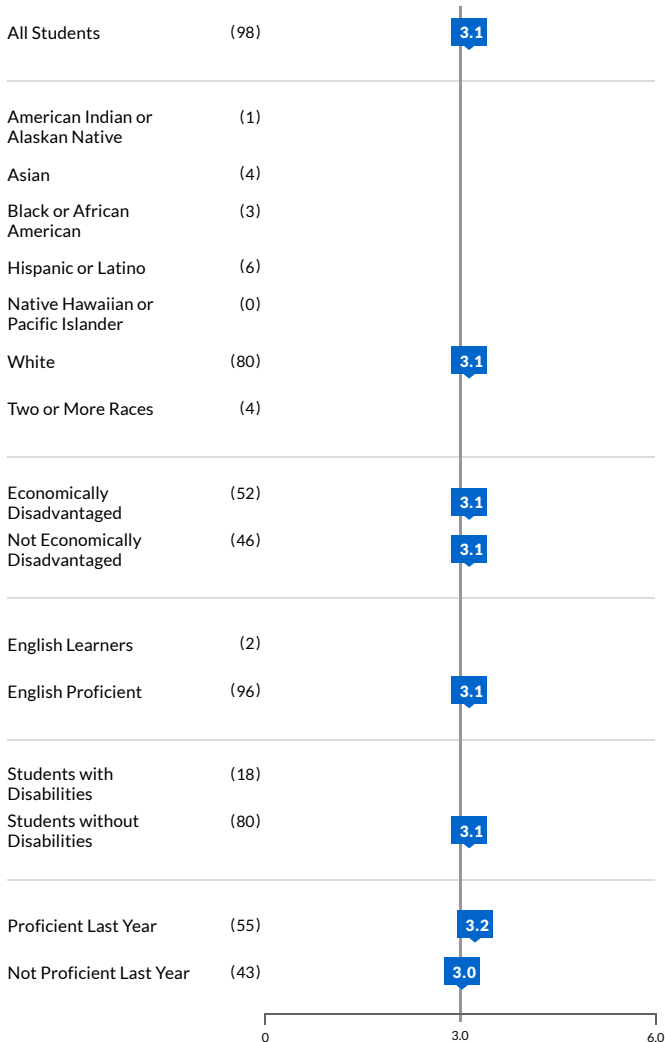 All Students (98) 3.1
American Indian or (1)
Alaskan Native
Asian (4)
Black or African (3)
American
Hispanic or Latino (6)
Native Hawaiian or (0)
Pacific Islander
White (80) 3.1
Two or More Races (4)
Economically (52) 3.1
Disadvantaged
Not Economically (46) 3.1
Disadvantaged
English Learners (2)
English Proficient (96) 3.1
Students with (18)
Disabilities
Students without (80) 3.1
Disabilities
Proficient Last Year (55) 3.2
Not Proficient Last Year (43) 3.0
0 3.0 6.0